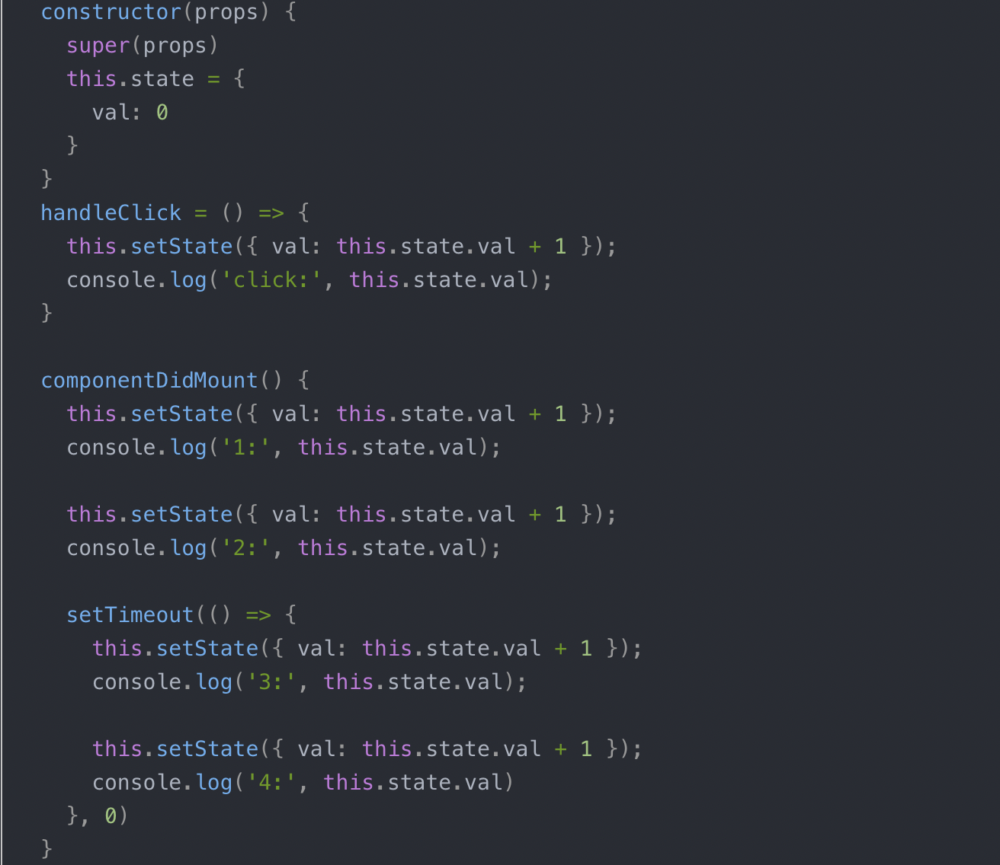 constructor(props) {
super(props)
this.state = {
val: 0
}
}
handleClick = () => {
this.setState({ val: this.state.val + 1 });
console.log('click:', this.state.val);
}
componentDidMount() {
this.setState({ val: this.state.val + 1 });
console.log('1:', this.state.val);
this.setState({ val: this.state.val + 1 });
console.log('2:', this.state.val);
setTimeout(() => {
this.setState({ val: this.state.val + 1 });
console.log('3:', this.state.val);
this.setState({ val: this.state.val + 1 });
console.log('4:', this.state.val)
}, 0)
}